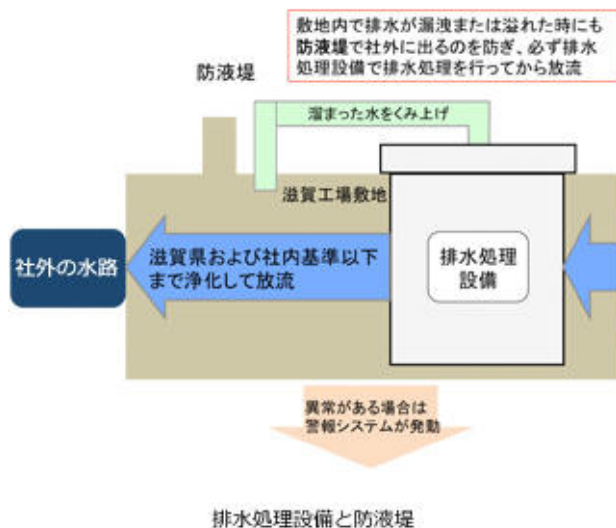 敷地内で排水が漏洩または溢れた時にも
防液堤で社外に出るのを防ぎ、必ず排水
処理設備で排水処理を行ってから放流
防液堤
溜まった水をくみ上げ
滋賀工場敷地
社外の水路
滋賀県および社内基準以下
まで浄化して放流
排水処理
設備
異常がある場合は
警報システムが発動
排水処理設備と防液堤